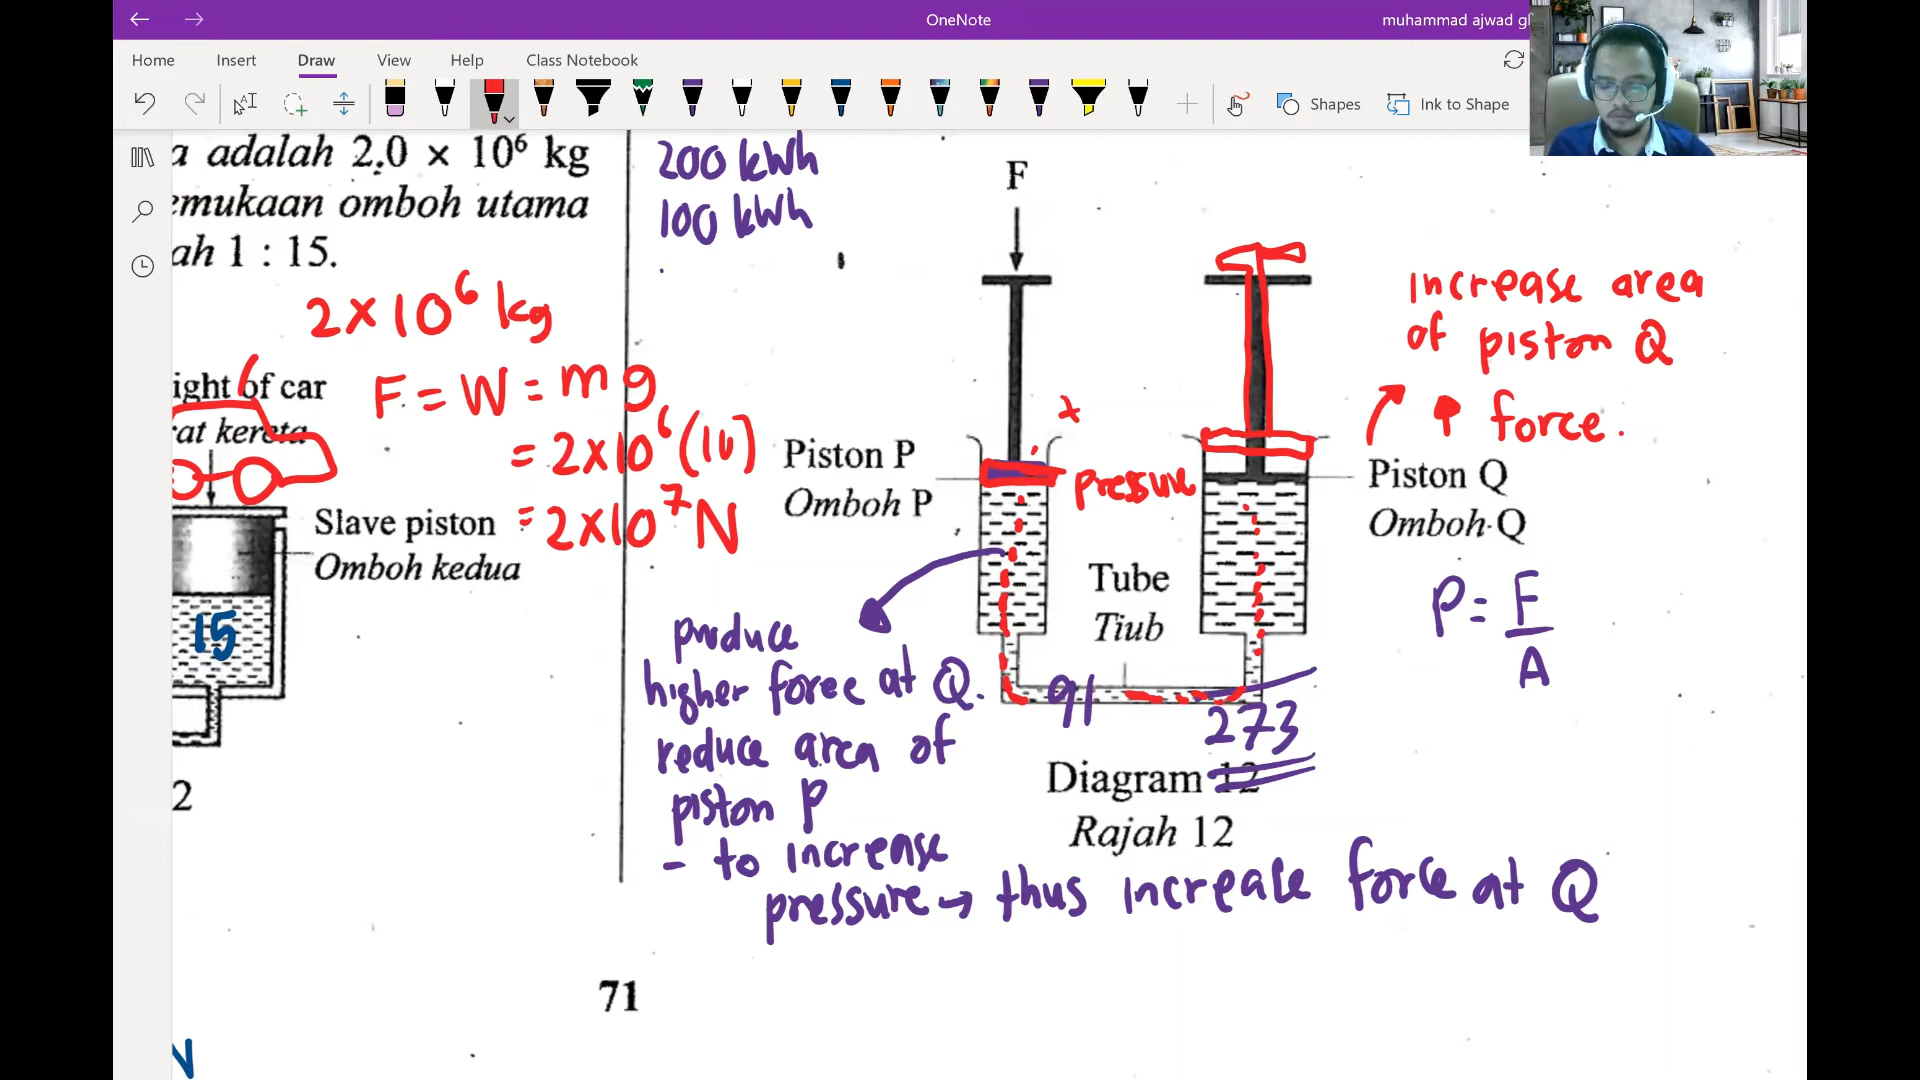 OneNote
muhammad ajwad gh
Home Insert Draw View Help Class Notebook
Shapes Ink to Shape
a adalah 2.0 × 10⁶ kg
emukaan omboh utama
ah 1 : 15.
2×10⁶ kg
ight of car
rat kereta
F = W = mg
= 2×10⁶(10)
= 2×10⁷N
Slave piston
Omboh kedua
15
2
200 kWh
100 kWh
F
Piston P
Omboh P
pressure
increase area
of piston Q
force.
Piston Q
Omboh Q
Tube
Tiub
P = F
A
produce
higher force at Q.
reduce area of
piston P
- to increase
pressure → thus increase force at Q
91
273
Diagram 12
Rajah 12
71
N